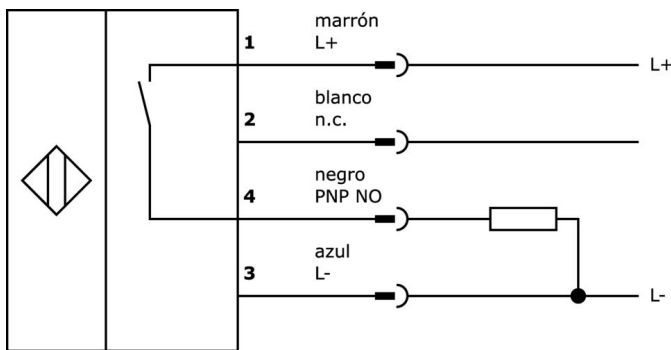 marrón
1 L+
L+
blanco
2 n.c.
negro
4 PNP NO
azul
3 L-
L-